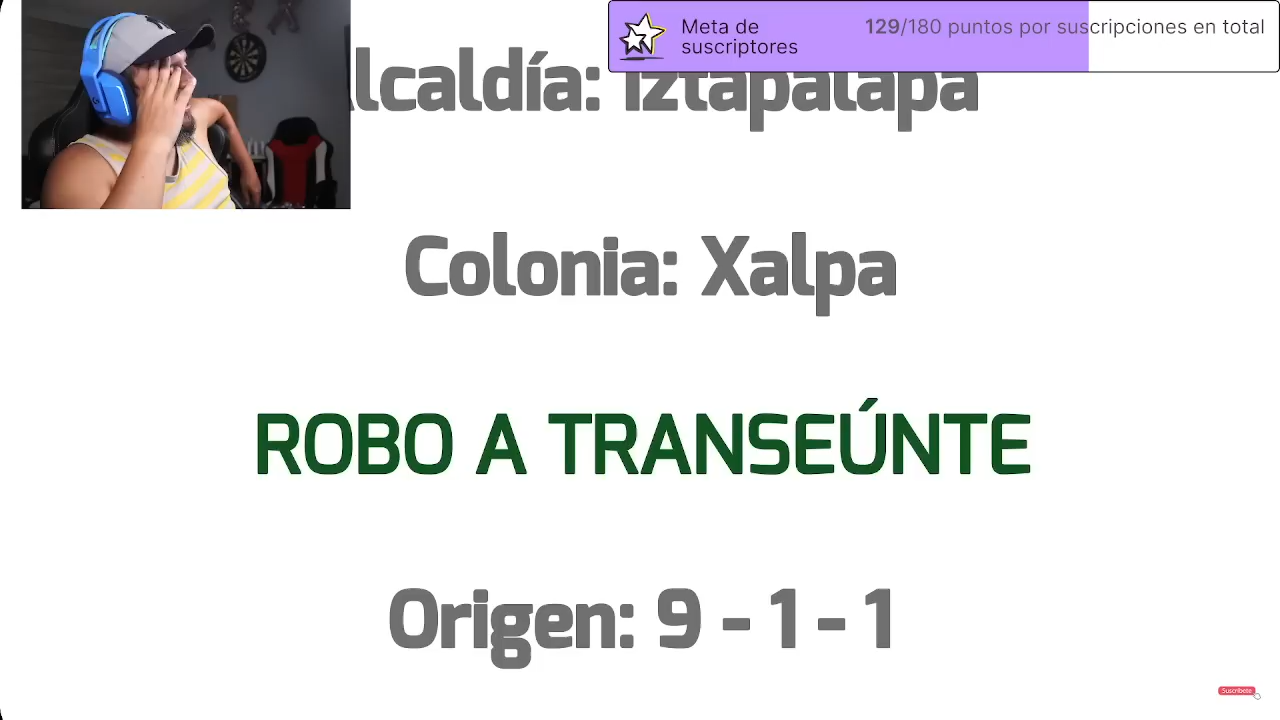 Meta de
suscriptores
129/180 puntos por suscripciones en total
lcaldía: Iztapalapa
Colonia: Xalpa
ROBO A TRANSEÚNTE
Origen: 9 - 1 - 1
Suscríbete